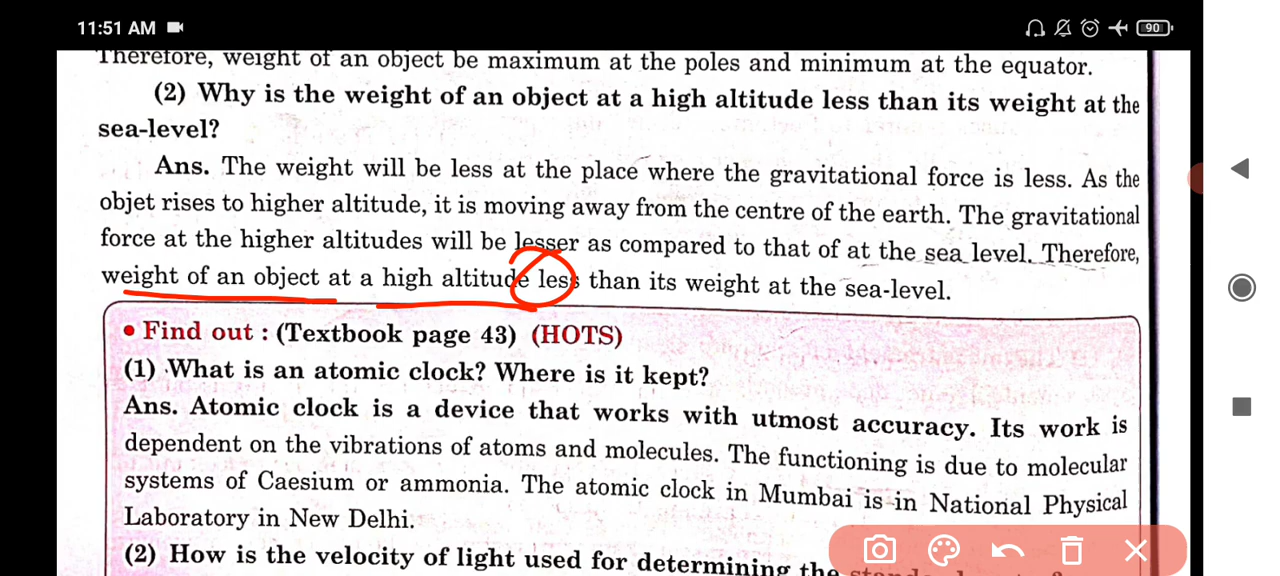 11:51 AM
90
Therefore, weight of an object be maximum at the poles and minimum at the equator.
(2) Why is the weight of an object at a high altitude less than its weight at the
sea-level?
Ans. The weight will be less at the place where the gravitational force is less. As the
objet rises to higher altitude, it is moving away from the centre of the earth. The gravitational
force at the higher altitudes will be lesser as compared to that of at the sea level. Therefore,
weight of an object at a high altitude less than its weight at the sea-level.
• Find out : (Textbook page 43) (HOTS)
(1) What is an atomic clock? Where is it kept?
Ans. Atomic clock is a device that works with utmost accuracy. Its work is
dependent on the vibrations of atoms and molecules. The functioning is due to molecular
systems of Caesium or ammonia. The atomic clock in Mumbai is in National Physical
Laboratory in New Delhi.
(2) How is the velocity of light used for determining the